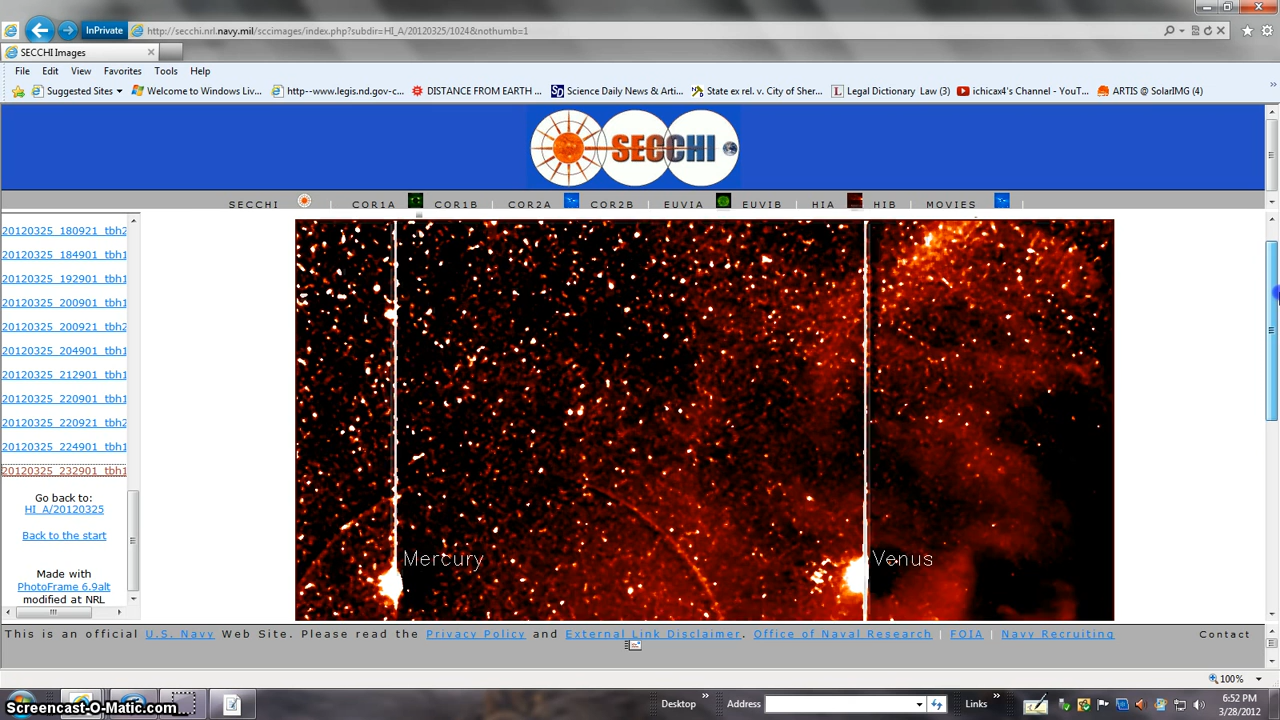 InPrivate
http://secchi.nrl.navy.mil/sccimages/index.php?subdir=HI_A/20120325/1024&nothumb=1
SECCHI Images
File Edit View Favorites Tools Help
Suggested Sites Welcome to Windows Liv... http--www.legis.nd.gov-c... DISTANCE FROM EARTH ... Science Daily News & Arti... State ex rel. v. City of Sher... Legal Dictionary Law (3) ichicax4's Channel - YouT... ARTIS @ SolarIMG (4)
SECCHI
SECCHI | COR1A COR1B | COR2A COR2B | EUVIA EUVIB | HIA HIB | MOVIES |
20120325_180921_tbh2
20120325_184901_tbh1
20120325_192901_tbh1
20120325_200901_tbh1
20120325_200921_tbh2
20120325_204901_tbh1
20120325_212901_tbh1
20120325_220901_tbh1
20120325_220921_tbh2
20120325_224901_tbh1
20120325_232901_tbh1
Go back to:
HI_A/20120325
Back to the start
Made with
PhotoFrame 6.9alt
modified at NRL
Mercury
Venus
This is an official U.S. Navy Web Site. Please read the Privacy Policy and External Link Disclaimer. Office of Naval Research | FOIA | Navy Recruiting Contact
100%
Screencast-O-Matic.com
Desktop Address Links
6:52 PM
3/28/2012